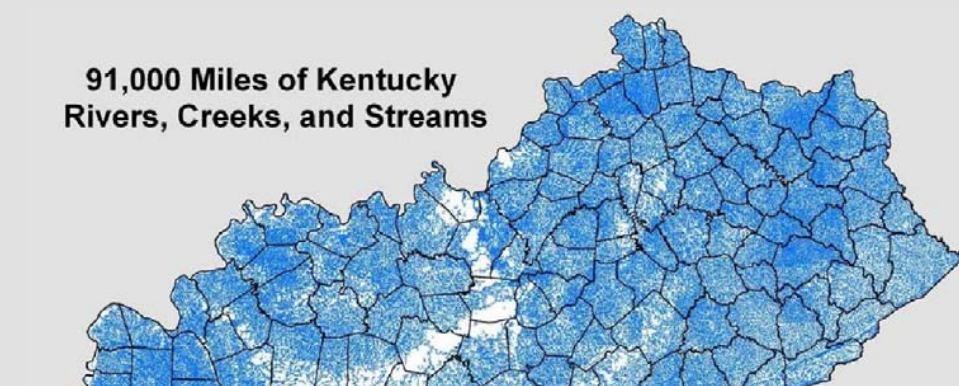 91,000 Miles of Kentucky
Rivers, Creeks, and Streams